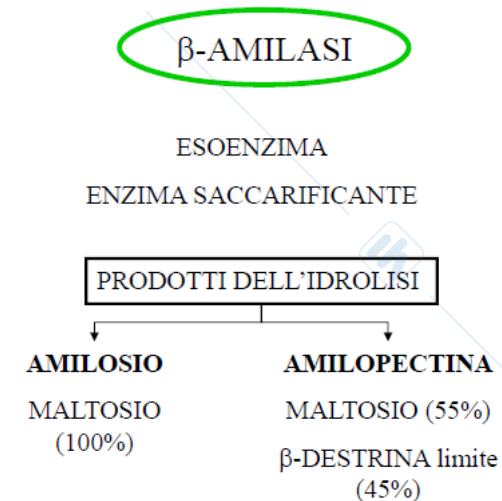 β-AMILASI
ESOENZIMA
ENZIMA SACCARIFICANTE
PRODOTTI DELL’IDROLISI
AMILOSIO
MALTOSIO
(100%)
AMILOPECTINA
MALTOSIO (55%)
β-DESTRINA limite
(45%)